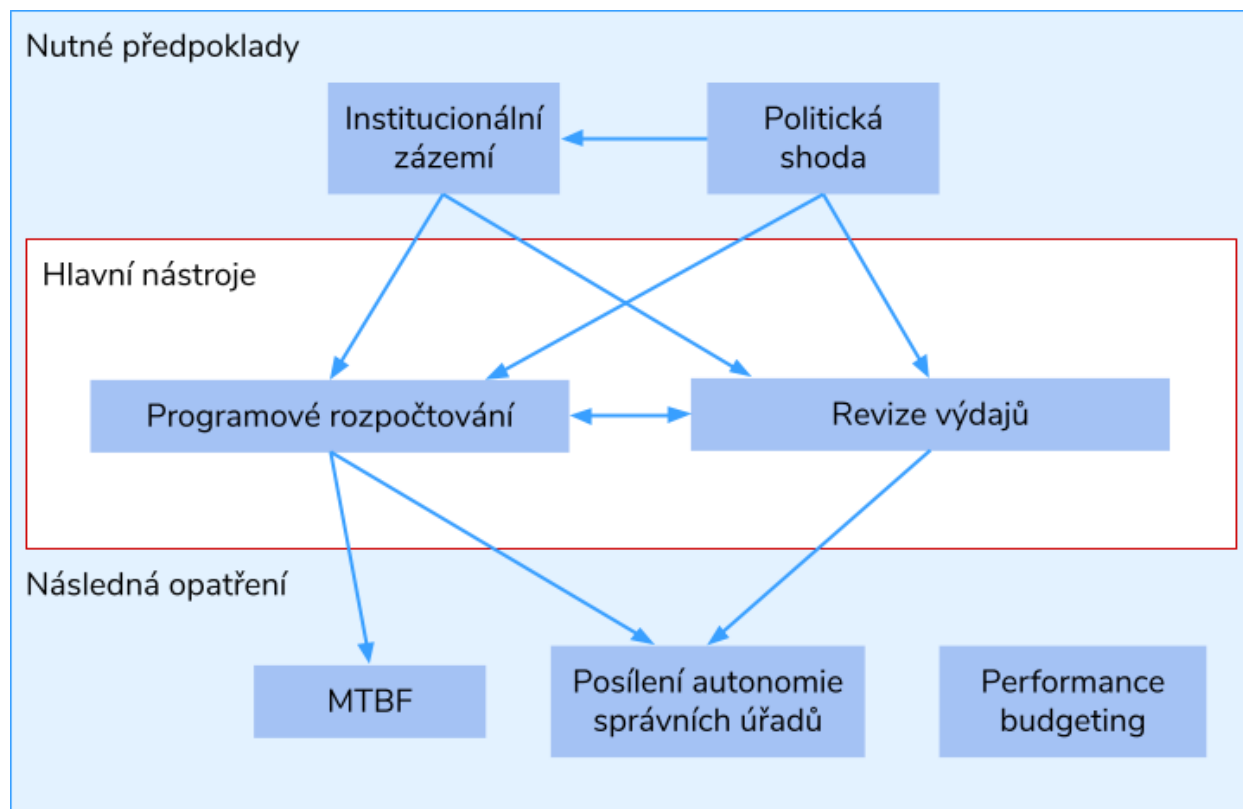 Nutné předpoklady
Institucionální
zázemí
Politická
shoda
Hlavní nástroje
Programové rozpočtování
Revize výdajů
Následná opatření
MTBF
Posílení autonomie
správních úřadů
Performance
budgeting